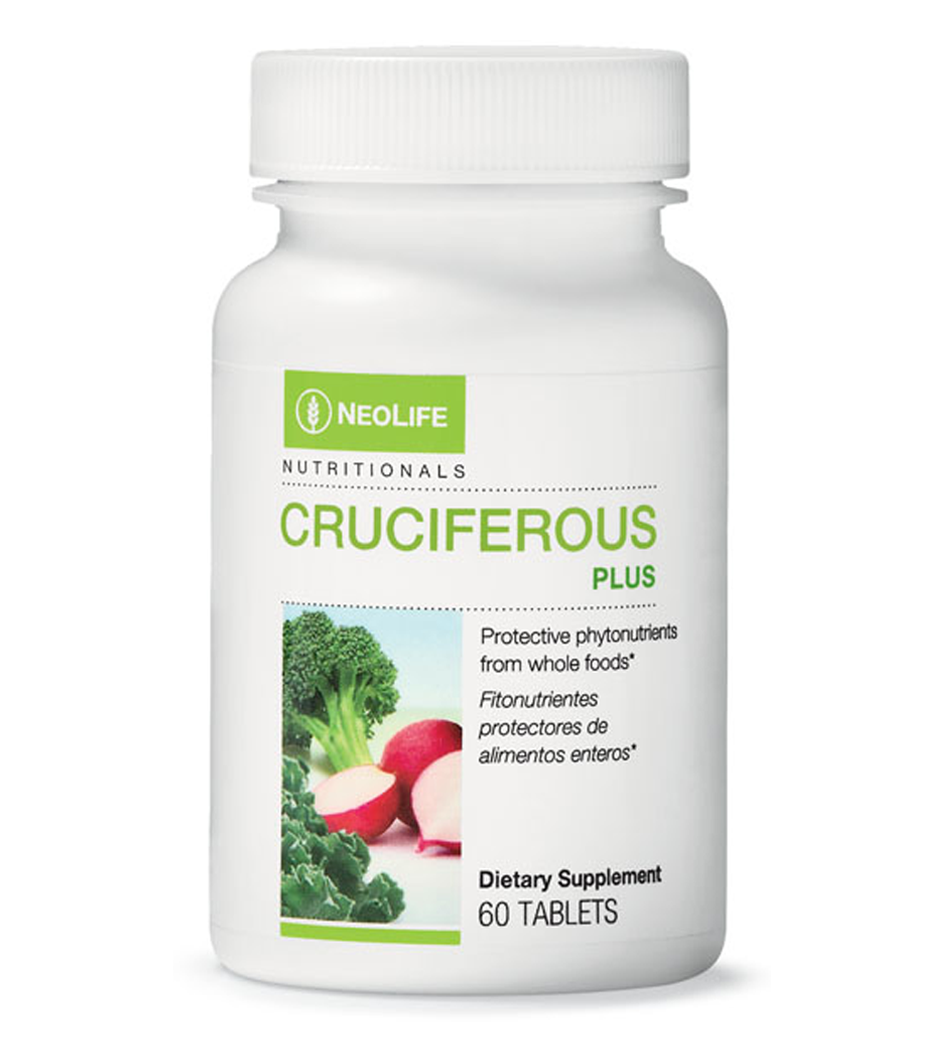 NEOLIFE
NUTRITIONALS
CRUCIFEROUS
PLUS
Protective phytonutrients
from whole foods*
Fitonutrientes
protectores de
alimentos enteros*
Dietary Supplement
60 TABLETS